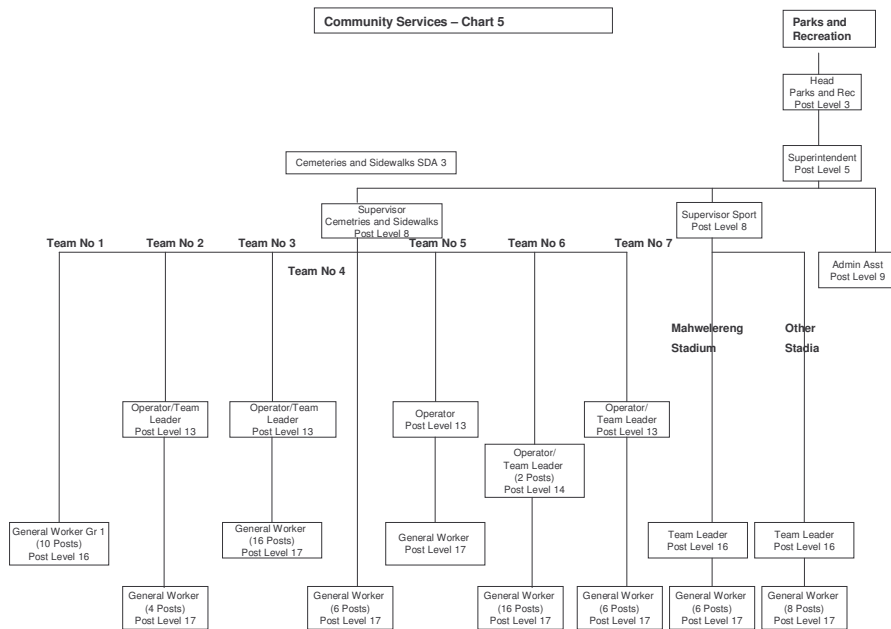 Community Services – Chart 5
Parks and
Recreation
Head
Parks and Rec
Post Level 3
Cemeteries and Sidewalks SDA 3
Superintendent
Post Level 5
Supervisor
Cemetries and Sidewalks
Post Level 8
Supervisor Sport
Post Level 8
Admin Asst
Post Level 9
Team No 1
Team No 2
Team No 3
Team No 4
Team No 5
Team No 6
Team No 7
Mahwelereng
Stadium
Other
Stadia
Operator/Team
Leader
Post Level 13
Operator/Team
Leader
Post Level 13
Operator
Post Level 13
Operator/
Team Leader
(2 Posts)
Post Level 14
Operator/
Team Leader
Post Level 13
General Worker Gr 1
(10 Posts)
Post Level 16
General Worker
(16 Posts)
Post Level 17
General Worker
Post Level 17
Team Leader
Post Level 16
Team Leader
Post Level 16
General Worker
(4 Posts)
Post Level 17
General Worker
(6 Posts)
Post Level 17
General Worker
(16 Posts)
Post Level 17
General Worker
(6 Posts)
Post Level 17
General Worker
(6 Posts)
Post Level 17
General Worker
(8 Posts)
Post Level 17